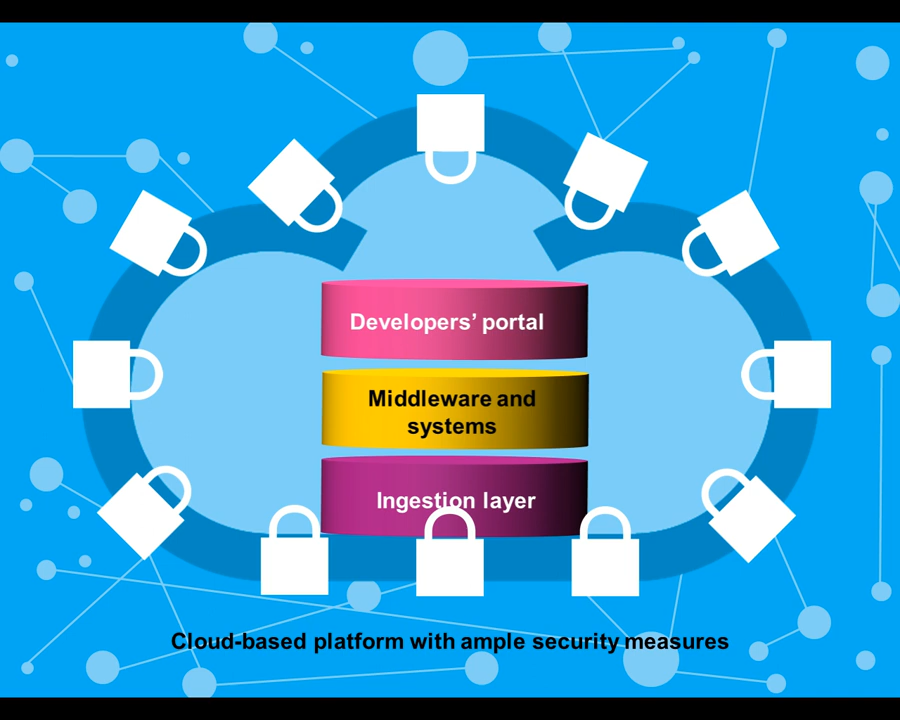 Developers’ portal
Middleware and
systems
Ingestion layer
Cloud-based platform with ample security measures